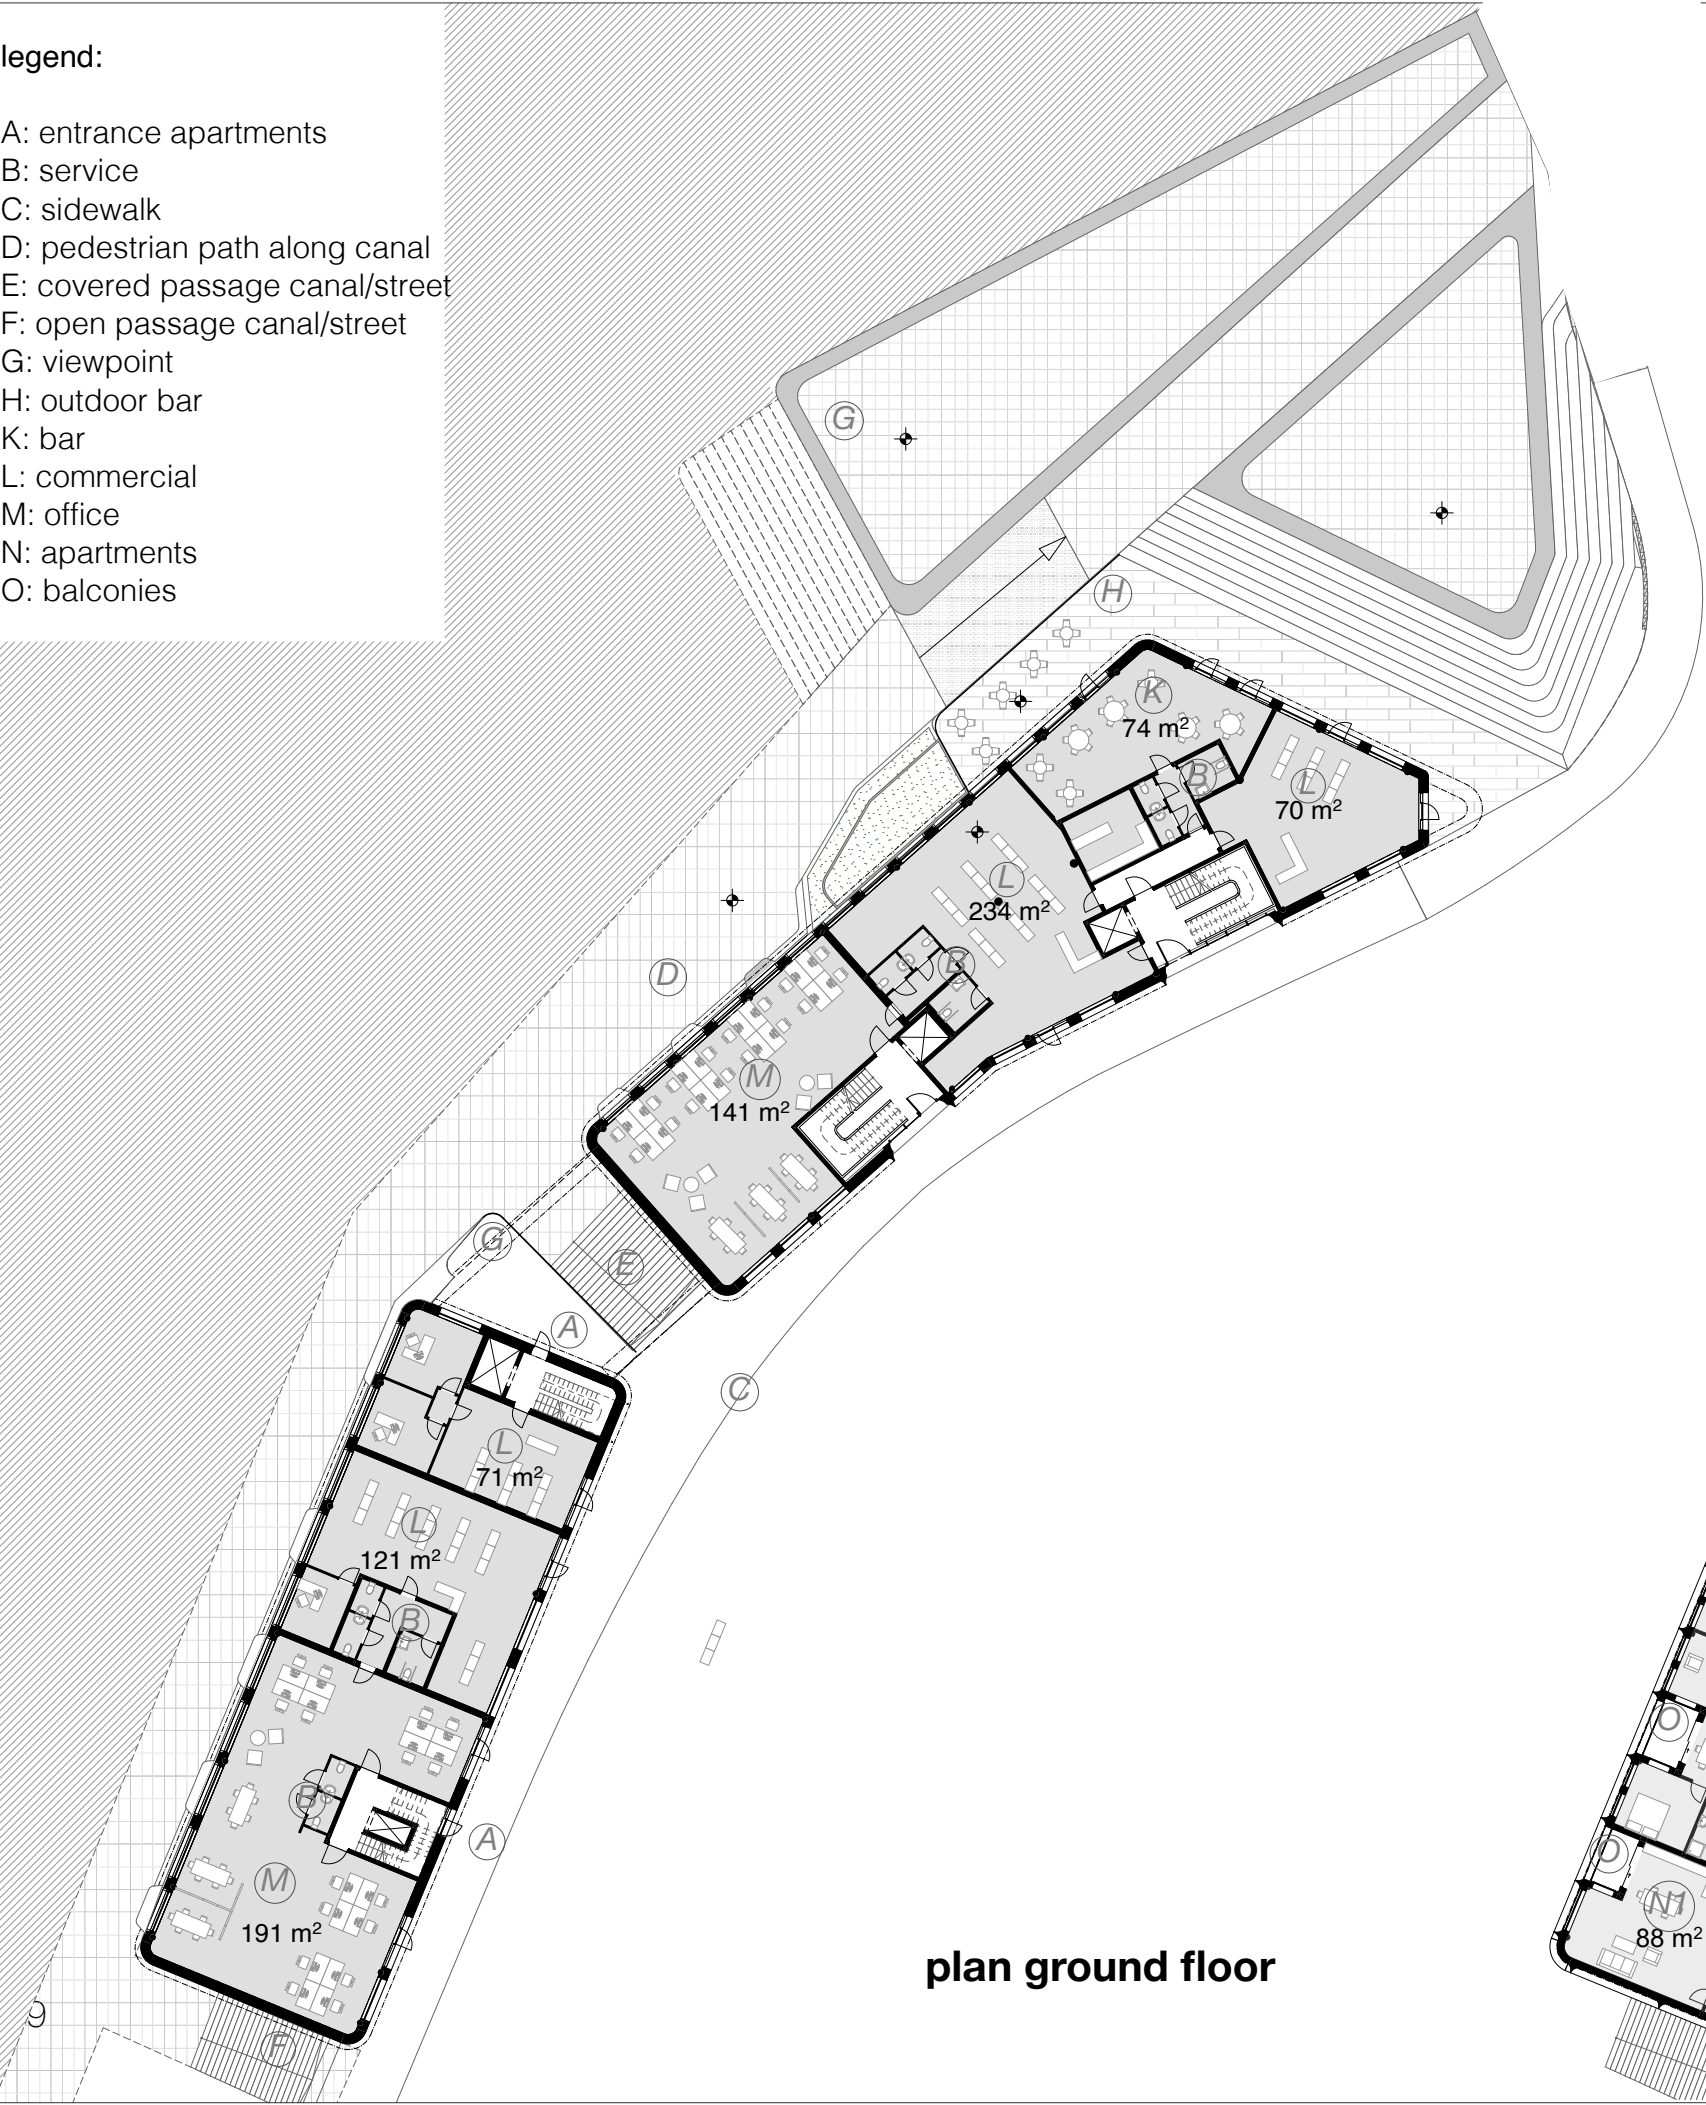 legend:
A: entrance apartments
B: service
C: sidewalk
D: pedestrian path along canal
E: covered passage canal/street
F: open passage canal/street
G: viewpoint
H: outdoor bar
K: bar
L: commercial
M: office
N: apartments
O: balconies
G
H
K
74 m²
B
L
70 m²
L
234 m²
B
D
M
141 m²
G
E
A
C
L
71 m²
L
121 m²
B
O
B
A
O
M
191 m²
N1
88 m²
plan ground floor
9
F